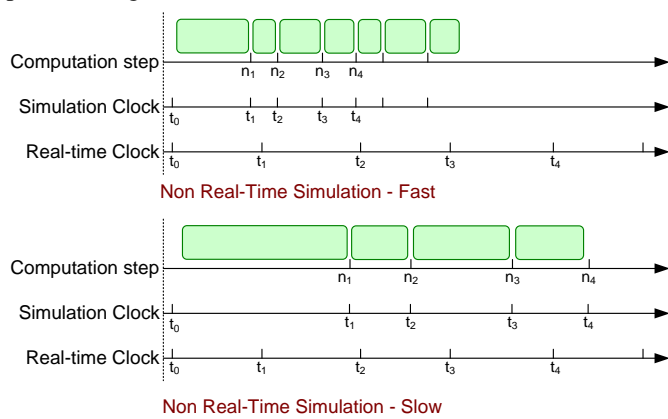 Computation step
n1 n2 n3 n4
Simulation Clock
t0 t1 t2 t3 t4
Real-time Clock
t0 t1 t2 t3 t4
Non Real-Time Simulation - Fast
Computation step
n1 n2 n3 n4
Simulation Clock
t0 t1 t2 t3 t4
Real-time Clock
t0 t1 t2 t3 t4
Non Real-Time Simulation - Slow